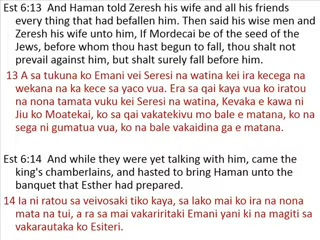 Est 6:13  And Haman told Zeresh his wife and all his friends
every thing that had befallen him. Then said his wise men and
Zeresh his wife unto him, If Mordecai be of the seed of the
Jews, before whom thou hast begun to fall, thou shalt not
prevail against him, but shalt surely fall before him.
13 A sa tukuna ko Emani vei Seresi na watina kei ira kecega na
wekana na ka kece sa yaco vua. Era sa qai kaya vua ko iratou
na nona tamata vuku kei Seresi na watina, Kevaka e kawa ni
Jiu ko Moatekai, ko sa qai vakatekivu mo bale e matana, ko na
sega ni gumatua vua, ko na bale vakaidina ga e matana.
Est 6:14  And while they were yet talking with him, came the
king's chamberlains, and hasted to bring Haman unto the
banquet that Esther had prepared.
14 Ia ni ratou sa veivosaki tiko kaya, sa lako mai ko ira na nona
mata na tui, a ra sa mai vakariritaki Emani yani ki na magiti sa
vakarautaka ko Esiteri.